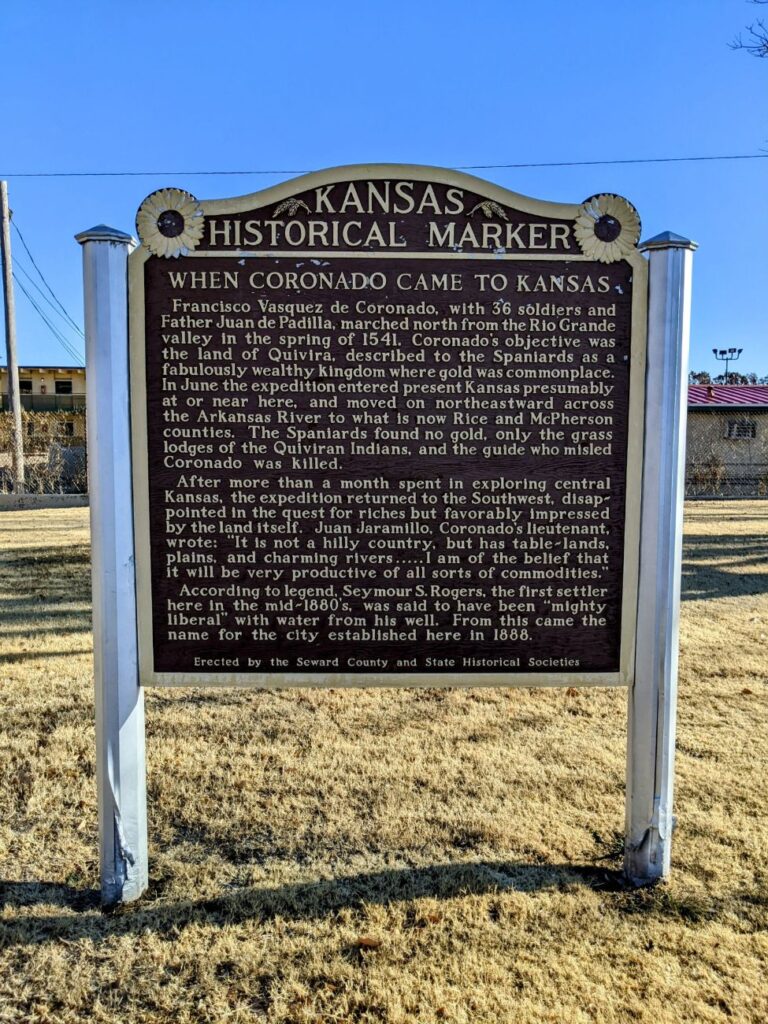 KANSAS
HISTORICAL MARKER
WHEN CORONADO CAME TO KANSAS
Francisco Vasquez de Coronado, with 36 soldiers and
Father Juan de Padilla, marched north from the Rio Grande
valley in the spring of 1541. Coronado's objective was
the land of Quivira, described to the Spaniards as a
fabulously wealthy kingdom where gold was commonplace.
In June the expedition entered present Kansas presumably
at or near here, and moved on northeastward across
the Arkansas River to what is now Rice and McPherson
counties. The Spaniards found no gold, only the grass
lodges of the Quiviran Indians, and the guide who misled
Coronado was killed.
After more than a month spent in exploring central
Kansas, the expedition returned to the Southwest, disap-
pointed in the quest for riches but favorably impressed
by the land itself. Juan Jaramillo, Coronado's lieutenant,
wrote: "It is not a hilly country, but has table-lands,
plains, and charming rivers.....I am of the belief that
it will be very productive of all sorts of commodities."
According to legend, Seymour S. Rogers, the first settler
here in the mid-1880's, was said to have been "mighty
liberal" with water from his well. From this came the
name for the city established here in 1888.
Erected by the Seward County and State Historical Societies